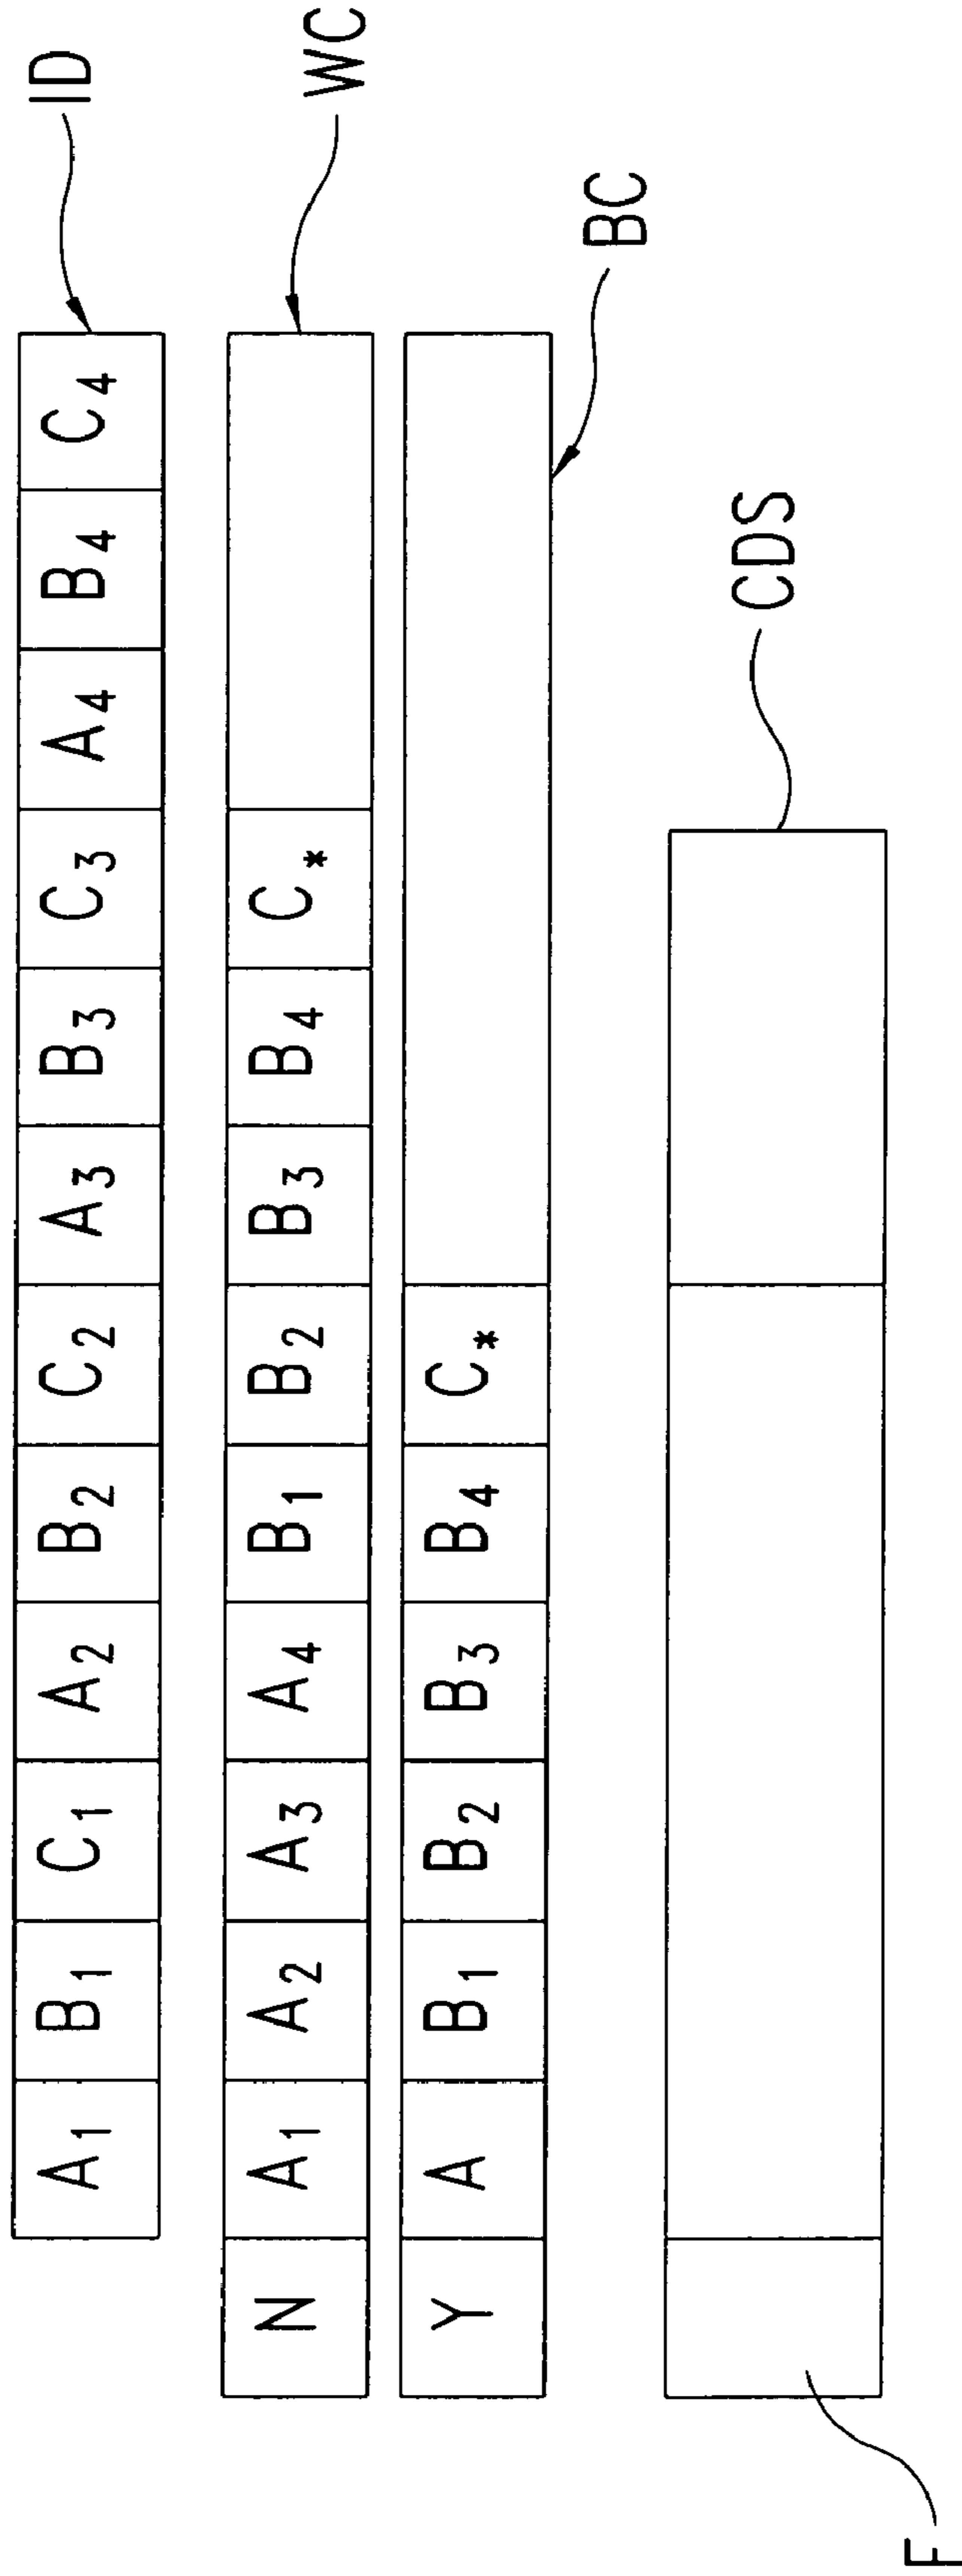 A₁ B₁ C₁ A₂ B₂ C₂ A₃ B₃ C₃ A₄ B₄ C₄ ID
N A₁ A₂ A₃ A₄ B₁ B₂ B₃ B₄ C* WC
Y A B₁ B₂ B₃ B₄ C* BC
CDS
F